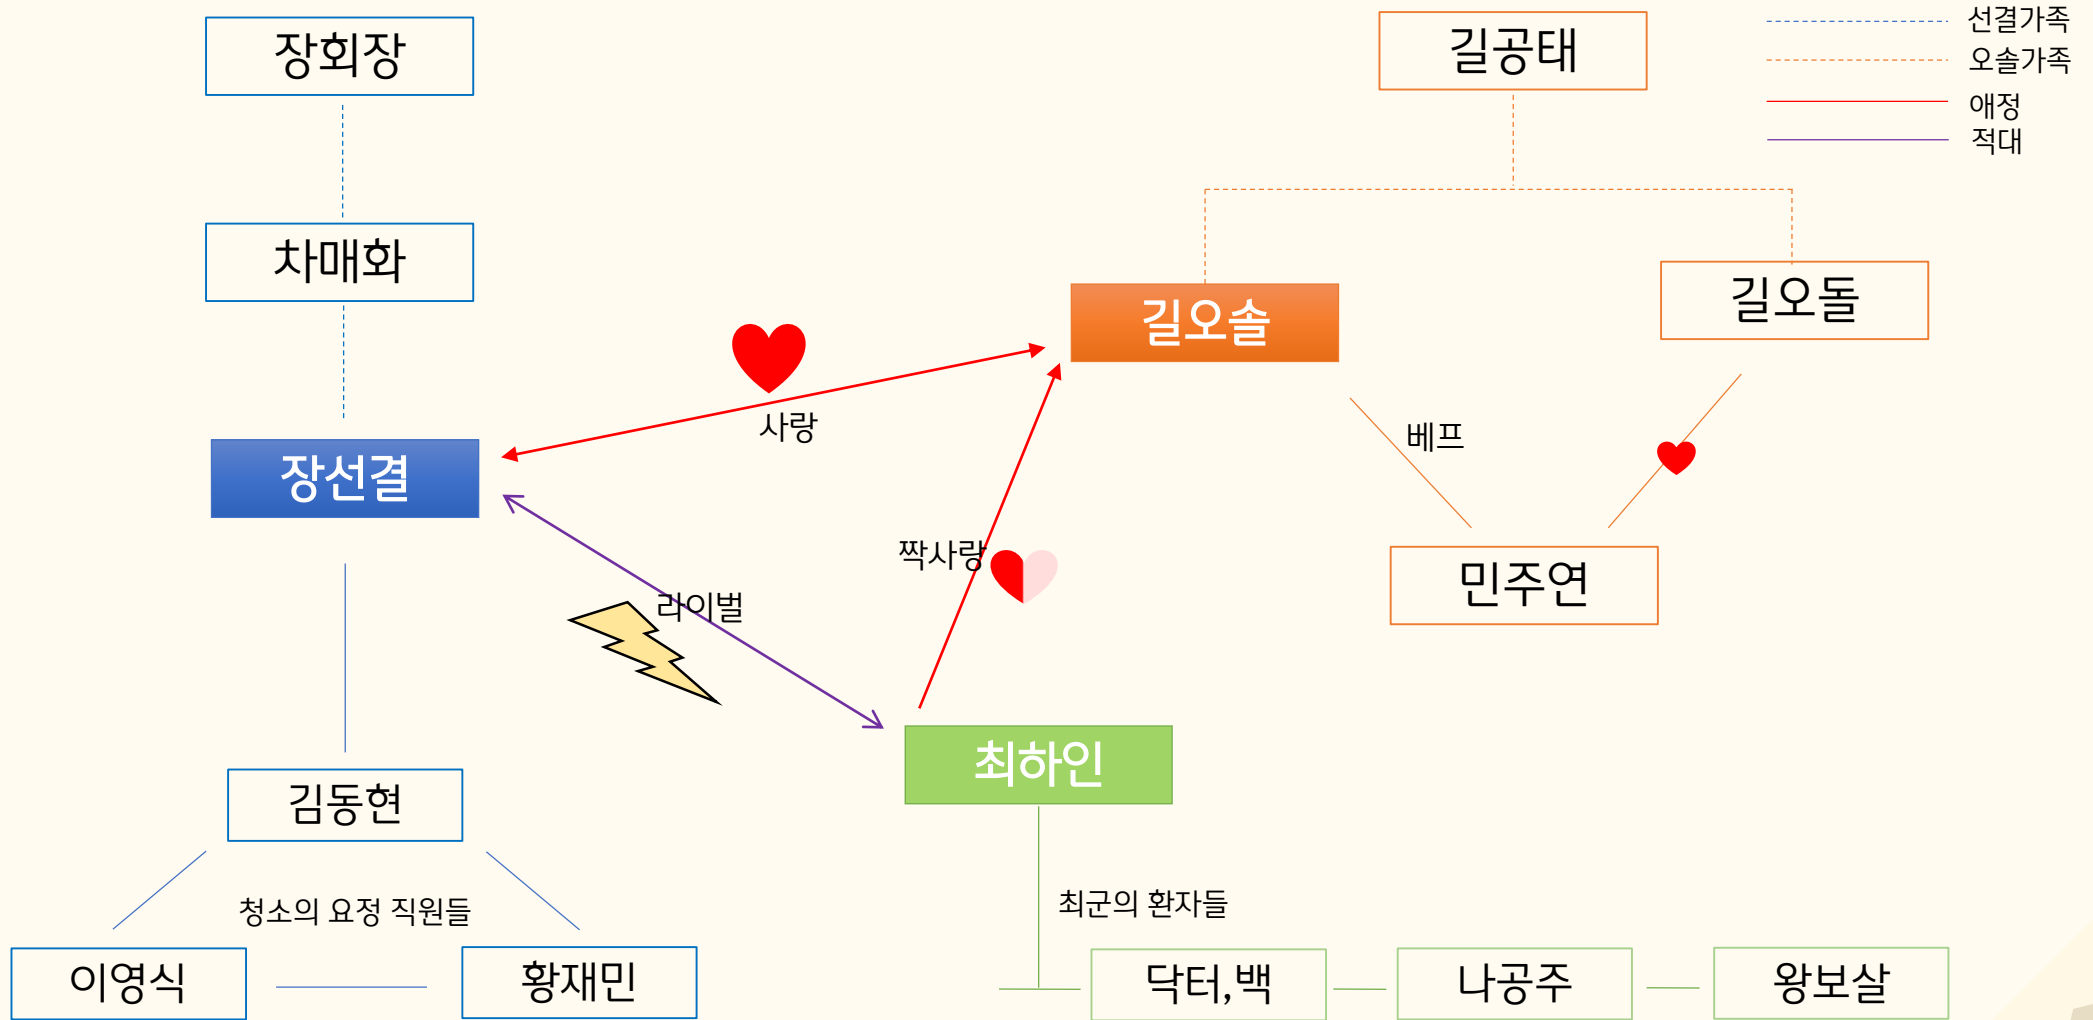 장회장
길공태
선결가족
오솔가족
애정
적대
차매화
길오솔
길오돌
사랑
베프
장선결
짝사랑
민주연
라이벌
최하인
김동현
청소의 요정 직원들
최군의 환자들
이영식
황재민
닥터,백
나공주
왕보살